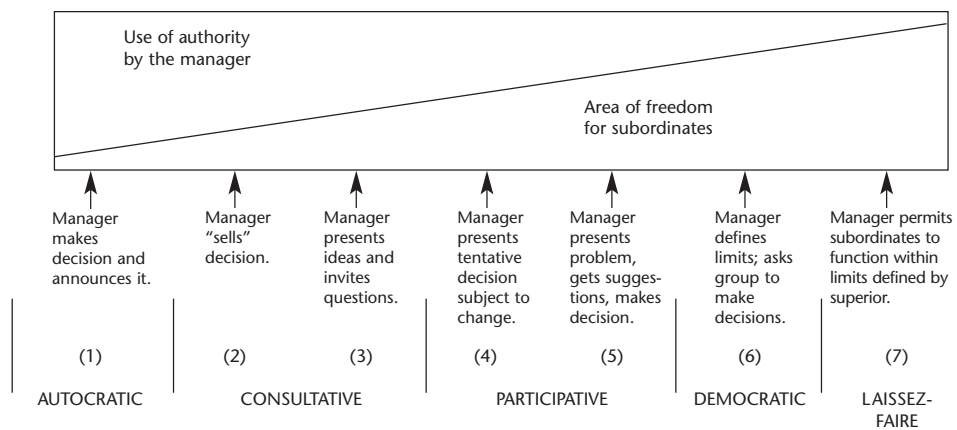 Use of authority
by the manager
Area of freedom
for subordinates
Manager
makes
decision and
announces it.
Manager
“sells”
decision.
Manager
presents
ideas and
invites
questions.
Manager
presents
tentative
decision
subject to
change.
Manager
presents
problem,
gets sugges-
tions, makes
decision.
Manager
defines
limits; asks
group to
make
decisions.
Manager permits
subordinates to
function within
limits defined by
superior.
(1)
(2)
(3)
(4)
(5)
(6)
(7)
AUTOCRATIC
CONSULTATIVE
PARTICIPATIVE
DEMOCRATIC
LAISSEZ-
FAIRE